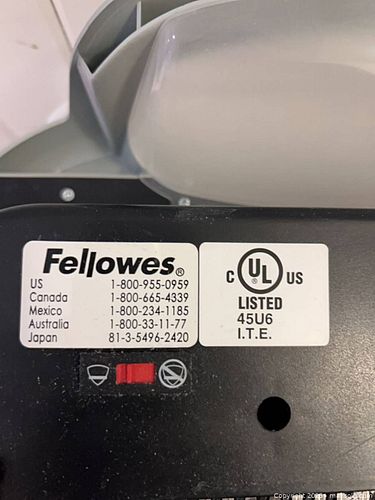 Fellowes®
US 1-800-955-0959
Canada 1-800-665-4339
Mexico 1-800-234-1185
Australia 1-800-33-11-77
Japan 81-3-5496-2420
C UL US
LISTED
45U6
I.T.E.